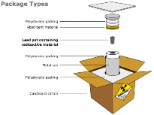 Package Types
Polystyrene packing
Absorbent material
Lead pot containing
radioactive material
Polystyrene packing
Metal can
Polystyrene packing
Cardboard carton